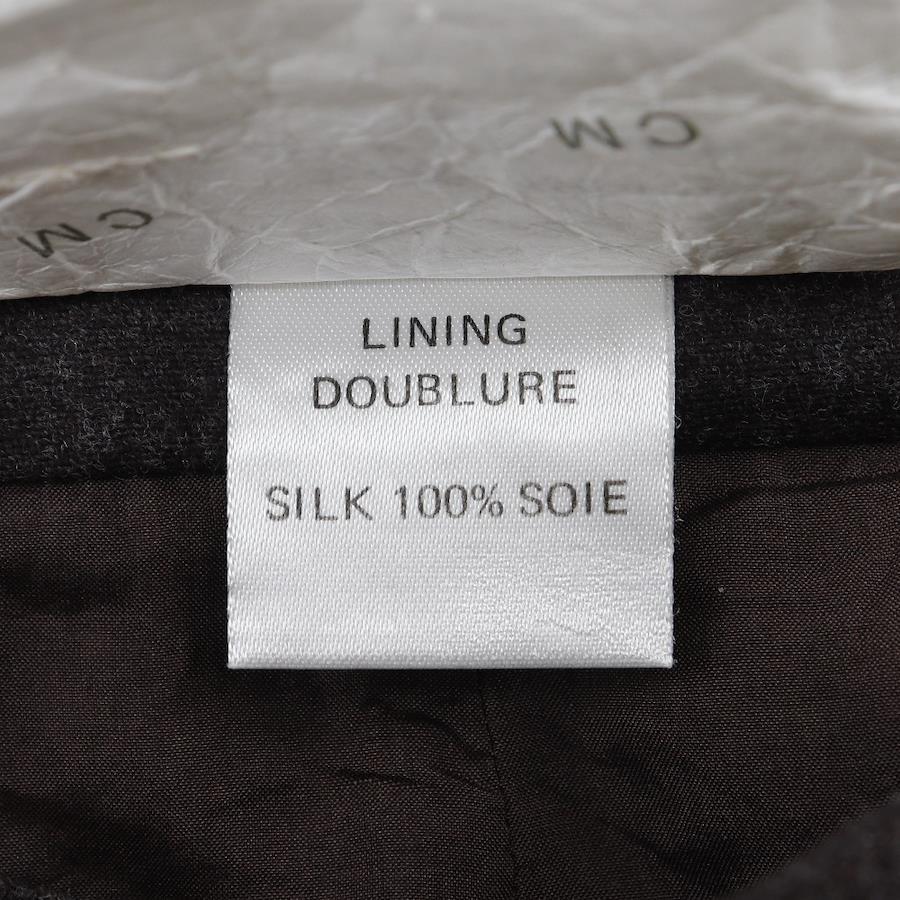 CM
CM
LINING
DOUBLURE
SILK 100% SOIE